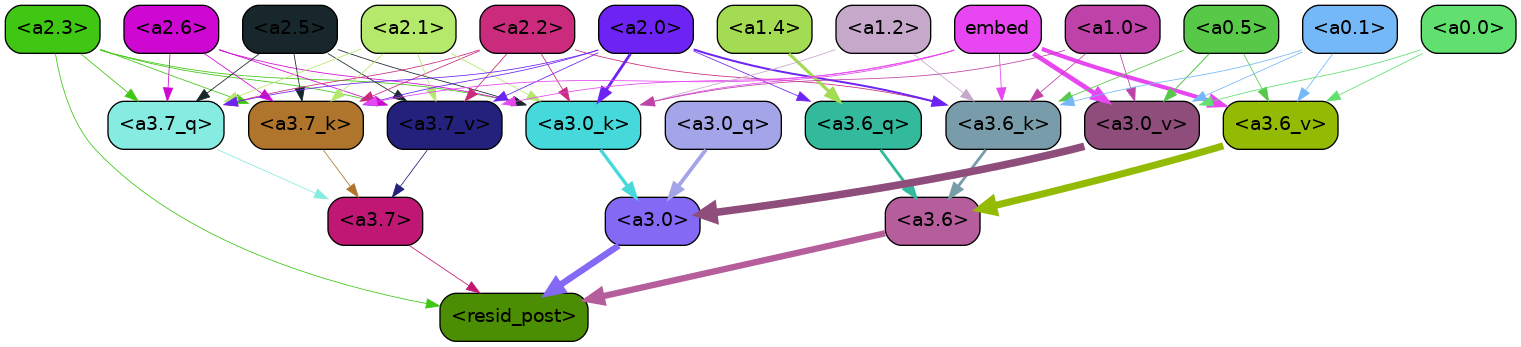 <a2.3> <a2.6> <a2.5> <a2.1> <a2.2> <a2.0> <a1.4> <a1.2> embed <a1.0> <a0.5> <a0.1> <a0.0>
<a3.7_q> <a3.7_k> <a3.7_v> <a3.0_k> <a3.0_q> <a3.6_q> <a3.6_k> <a3.0_v> <a3.6_v>
<a3.7> <a3.0> <a3.6>
<resid_post>